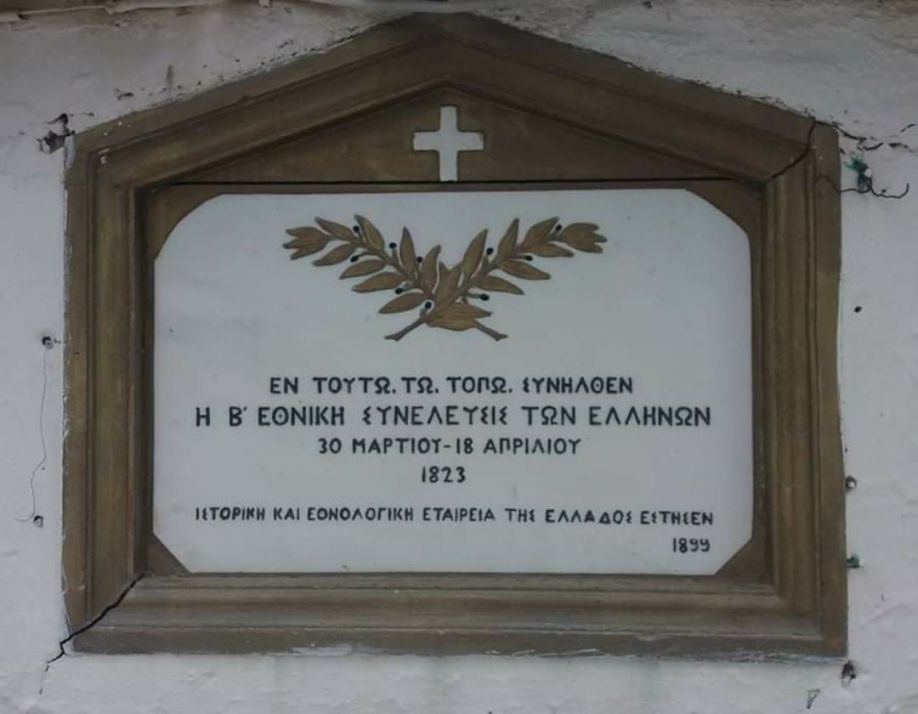 ΕΝ ΤΟΥΤΩ. ΤΩ. ΤΟΠΩ. ΣΥΝΗΛΘΕΝ
Η Β΄ ΕΘΝΙΚΗ ΣΥΝΕΛΕΥΣΙΣ ΤΩΝ ΕΛΛΗΝΩΝ
30 ΜΑΡΤΙΟΥ-18 ΑΠΡΙΛΙΟΥ
1823
ΙΣΤΟΡΙΚΗ ΚΑΙ ΕΘΝΟΛΟΓΙΚΗ ΕΤΑΙΡΕΙΑ ΤΗΣ ΕΛΛΑΔΟΣ ΕΣΤΗΣΕΝ
1899